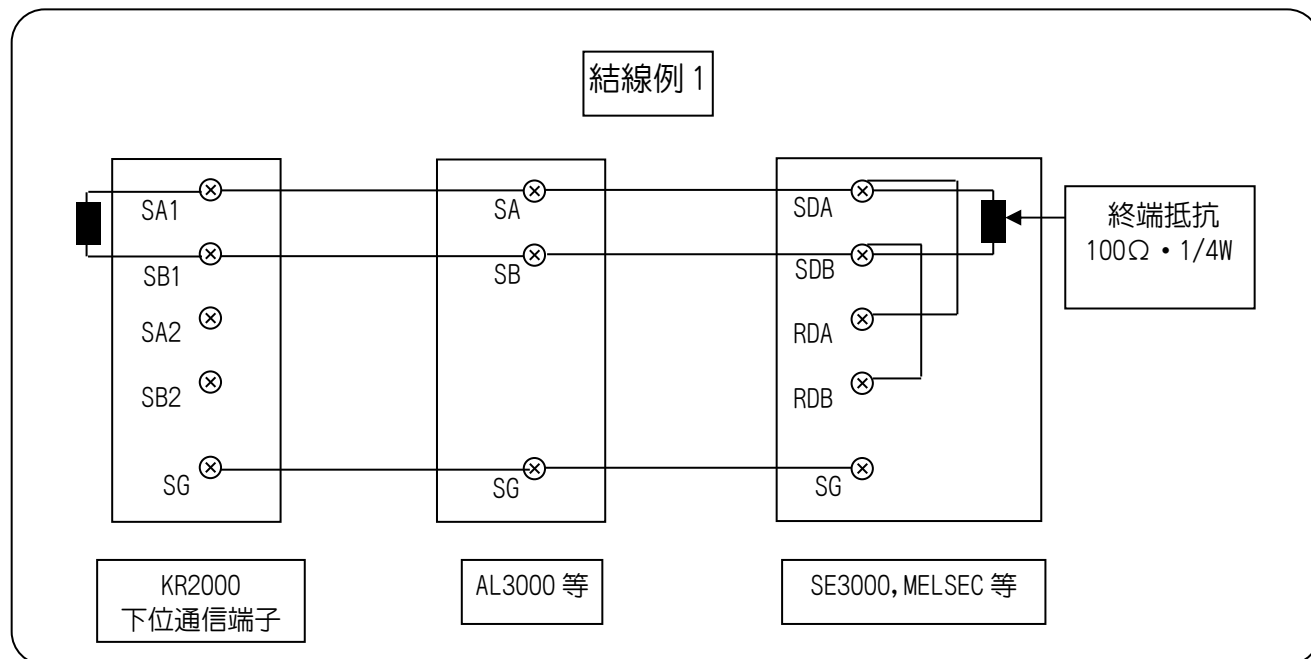 結線例 1
SA1
SB1
SA2
SB2
SG
SA
SB
SG
SDA
SDB
RDA
RDB
SG
終端抵抗
100Ω・1/4W
KR2000
下位通信端子
AL3000 等
SE3000, MELSEC 等